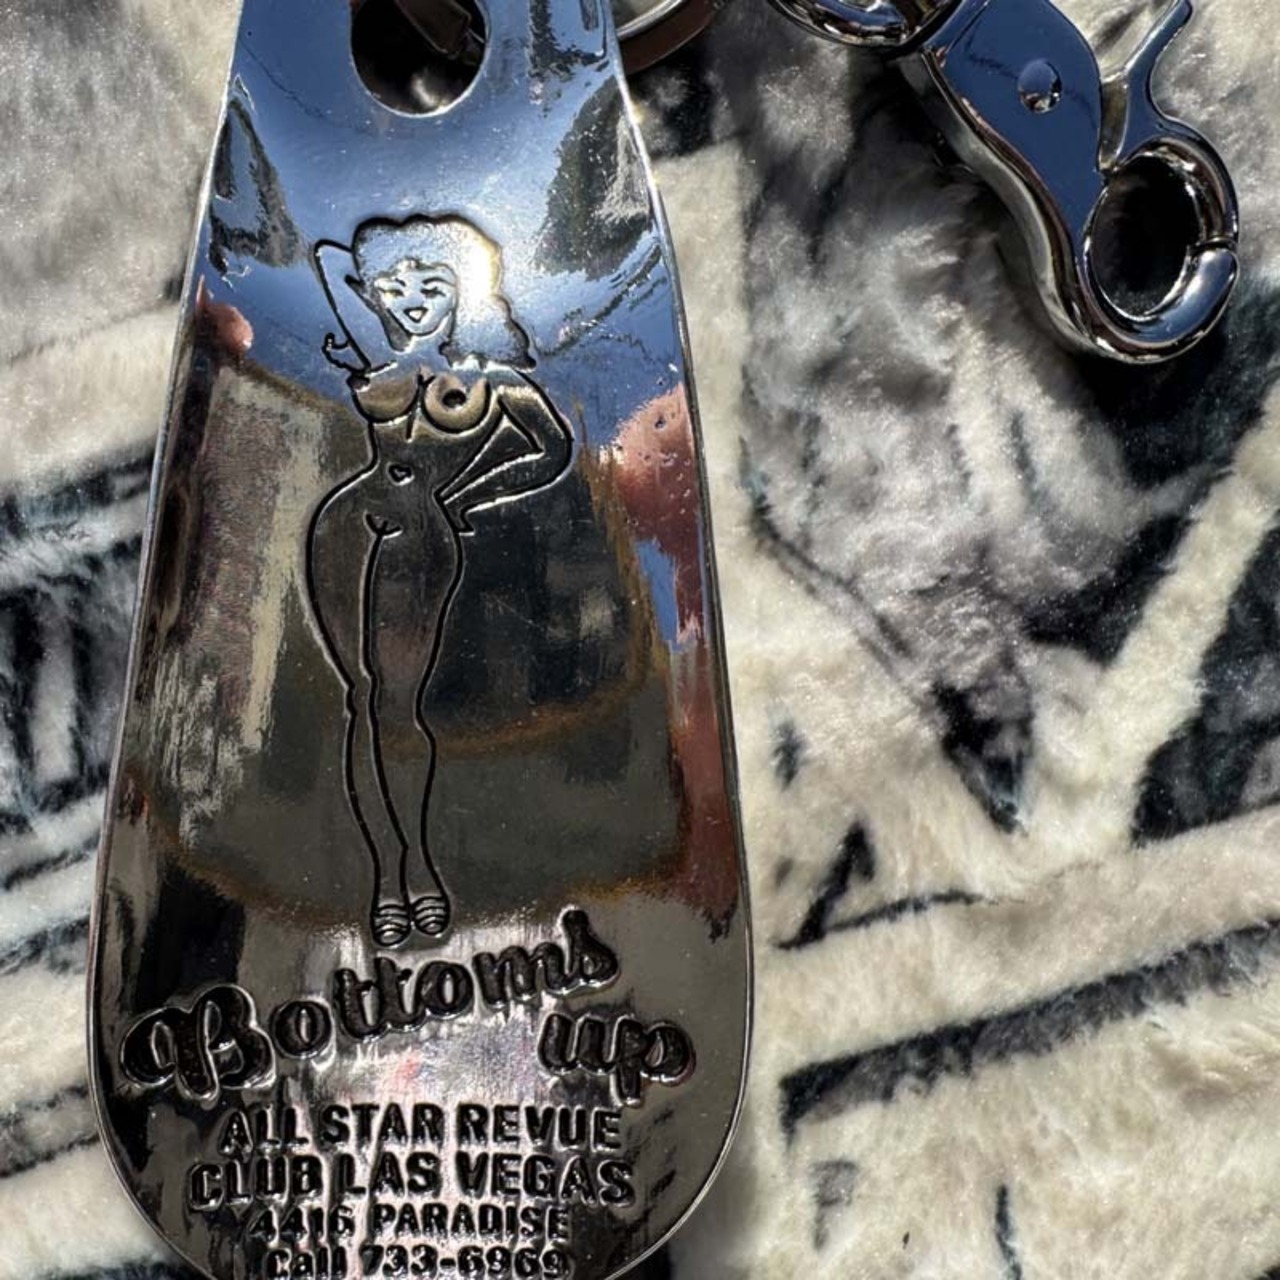 Bottoms
up
ALL STAR REVUE
CLUB LAS VEGAS
4416 PARADISE
Call 733-6969